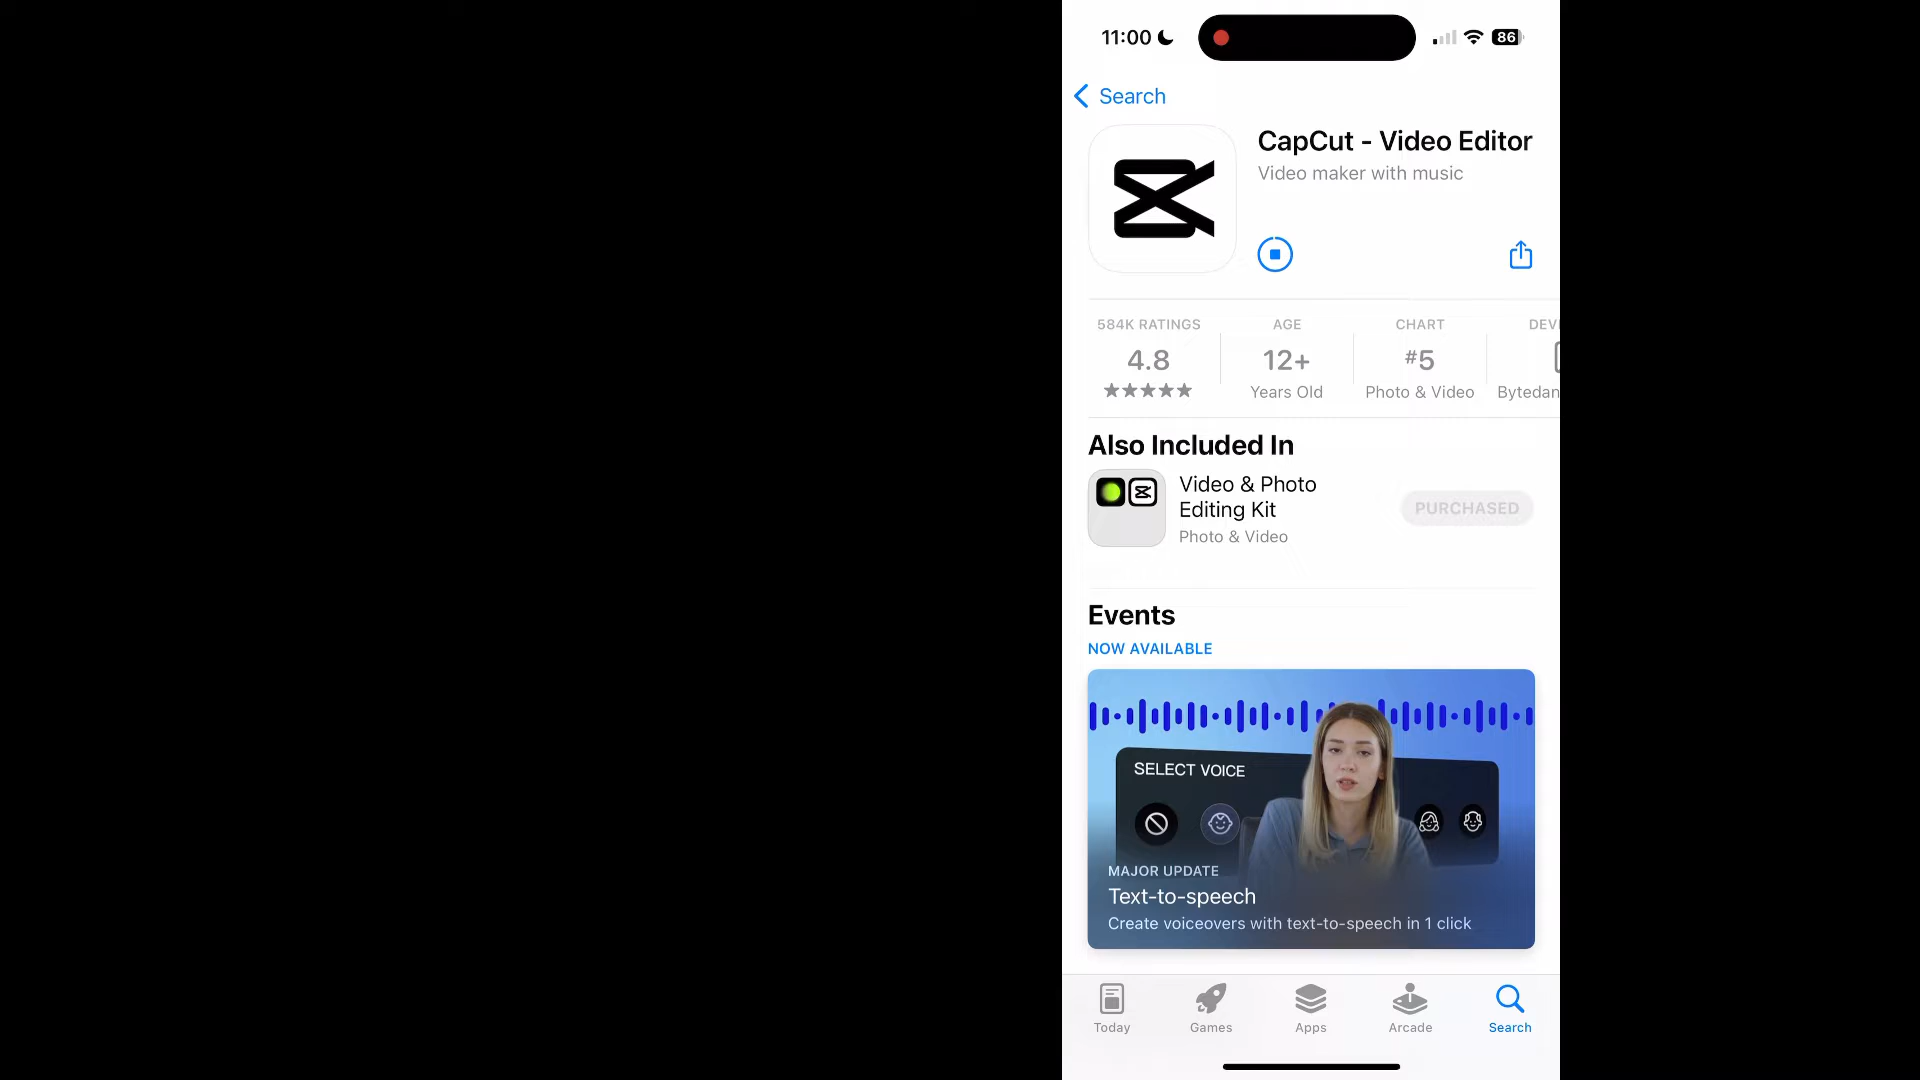 11:00
86
Search
CapCut - Video Editor
Video maker with music
584K RATINGS
4.8
AGE
12+
Years Old
CHART
#5
Photo & Video
DEVE
Bytedan
Also Included In
Video & Photo
Editing Kit
Photo & Video
PURCHASED
Events
NOW AVAILABLE
SELECT VOICE
MAJOR UPDATE
Text-to-speech
Create voiceovers with text-to-speech in 1 click
Today
Games
Apps
Arcade
Search